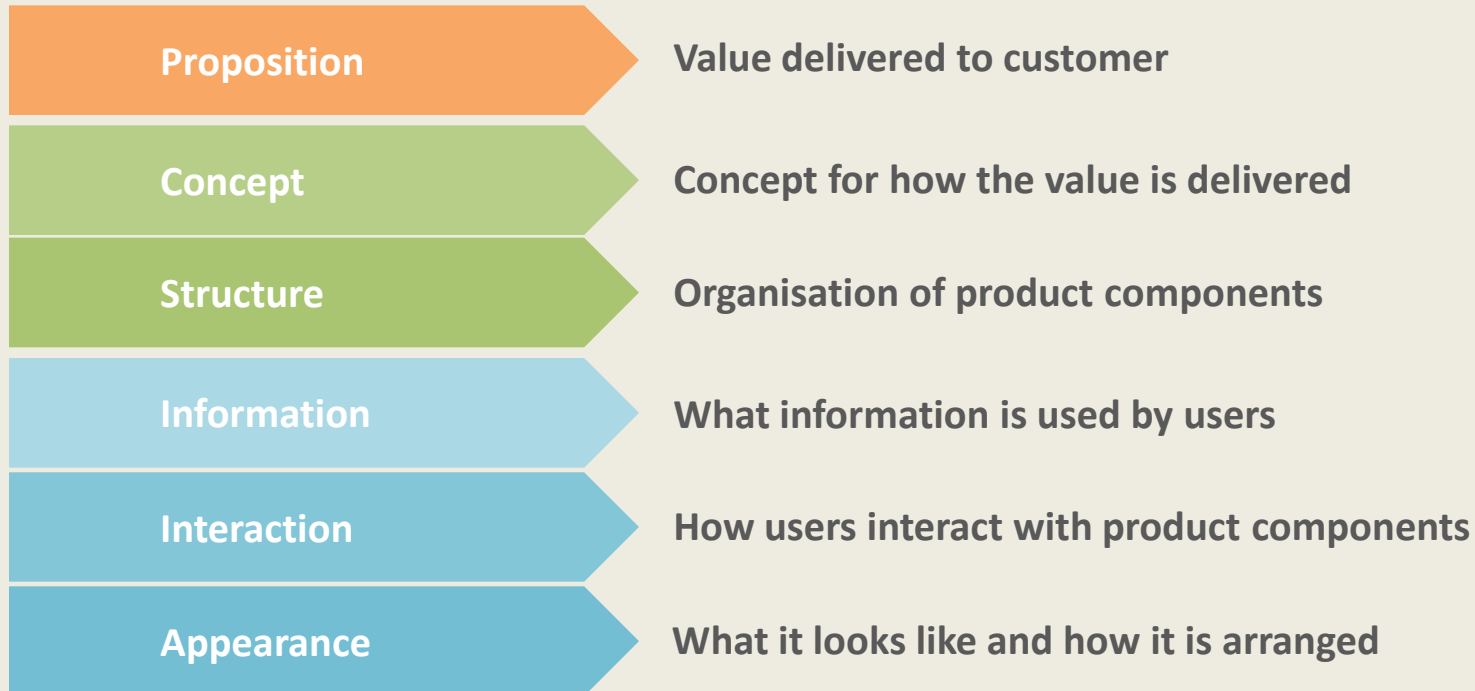 Proposition
Value delivered to customer
Concept
Concept for how the value is delivered
Structure
Organisation of product components
Information
What information is used by users
Interaction
How users interact with product components
Appearance
What it looks like and how it is arranged